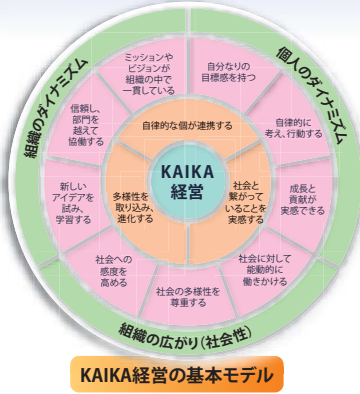 組織のダイナミズム
個人のダイナミズム
組織の広がり(社会性)
ミッションや
ビジョンが
組織の中で
一貫している
自分なりの
目標感を持つ
自律的に
考え、行動する
成長と
貢献が
実感できる
社会に対して
能動的に
働きかける
社会の多様性を
尊重する
社会への
感度を
高める
新しい
アイデアを
試み、
学習する
信頼し、
部門を
越えて
協働する
自律的な個が連携する
社会と
繋がって
いることを
実感する
多様性を
取り込み、
進化する
KAIKA
経営
KAIKA経営の基本モデル